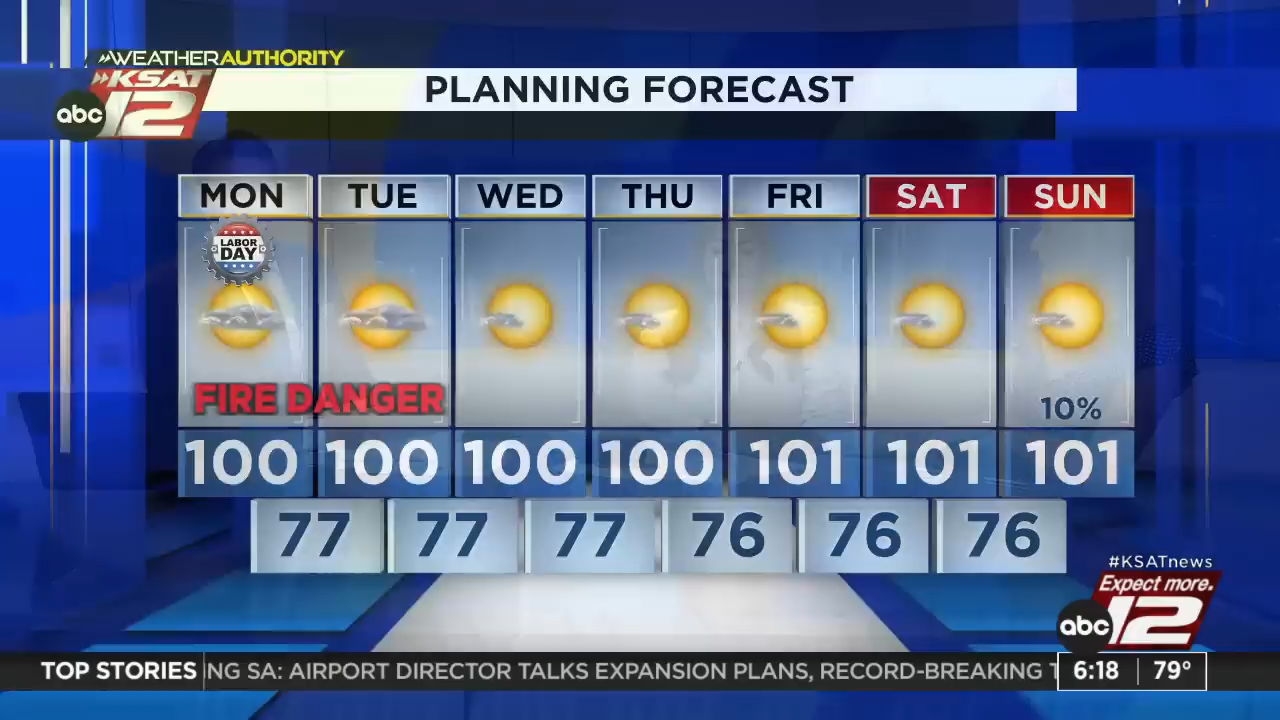 WEATHERAUTHORITY
KSAT
abc 12
PLANNING FORECAST
MON TUE WED THU FRI SAT SUN
LABOR
DAY
FIRE DANGER
10%
100 100 100 100 101 101 101
77 77 77 76 76 76
#KSATnews
Expect more.
abc 12
TOP STORIES ING SA: AIRPORT DIRECTOR TALKS EXPANSION PLANS, RECORD-BREAKING 6:18 79°